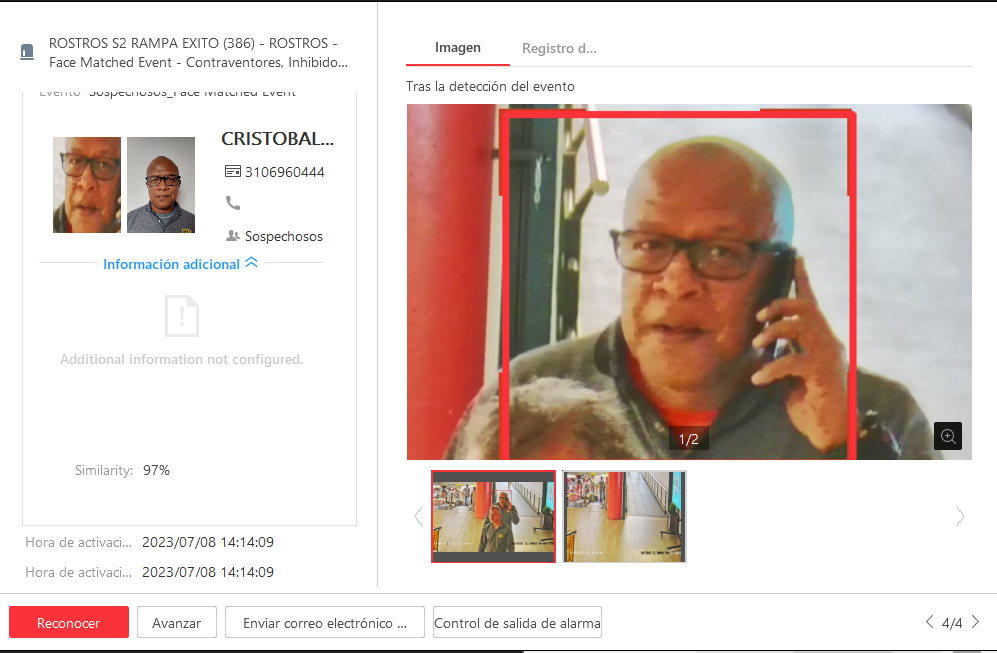 ROSTROS S2 RAMPA EXITO (386) - ROSTROS -
Face Matched Event - Contraventores, Inhibido...
Evento Sospechosos_Face Matched Event
CRISTOBAL...
3106960444
Sospechosos
Información adicional
Additional information not configured.
Similarity: 97%
Hora de activaci... 2023/07/08 14:14:09
Hora de activaci... 2023/07/08 14:14:09
Imagen
Registro d...
Tras la detección del evento
1/2
Reconocer
Avanzar
Enviar correo electrónico ...
Control de salida de alarma
4/4